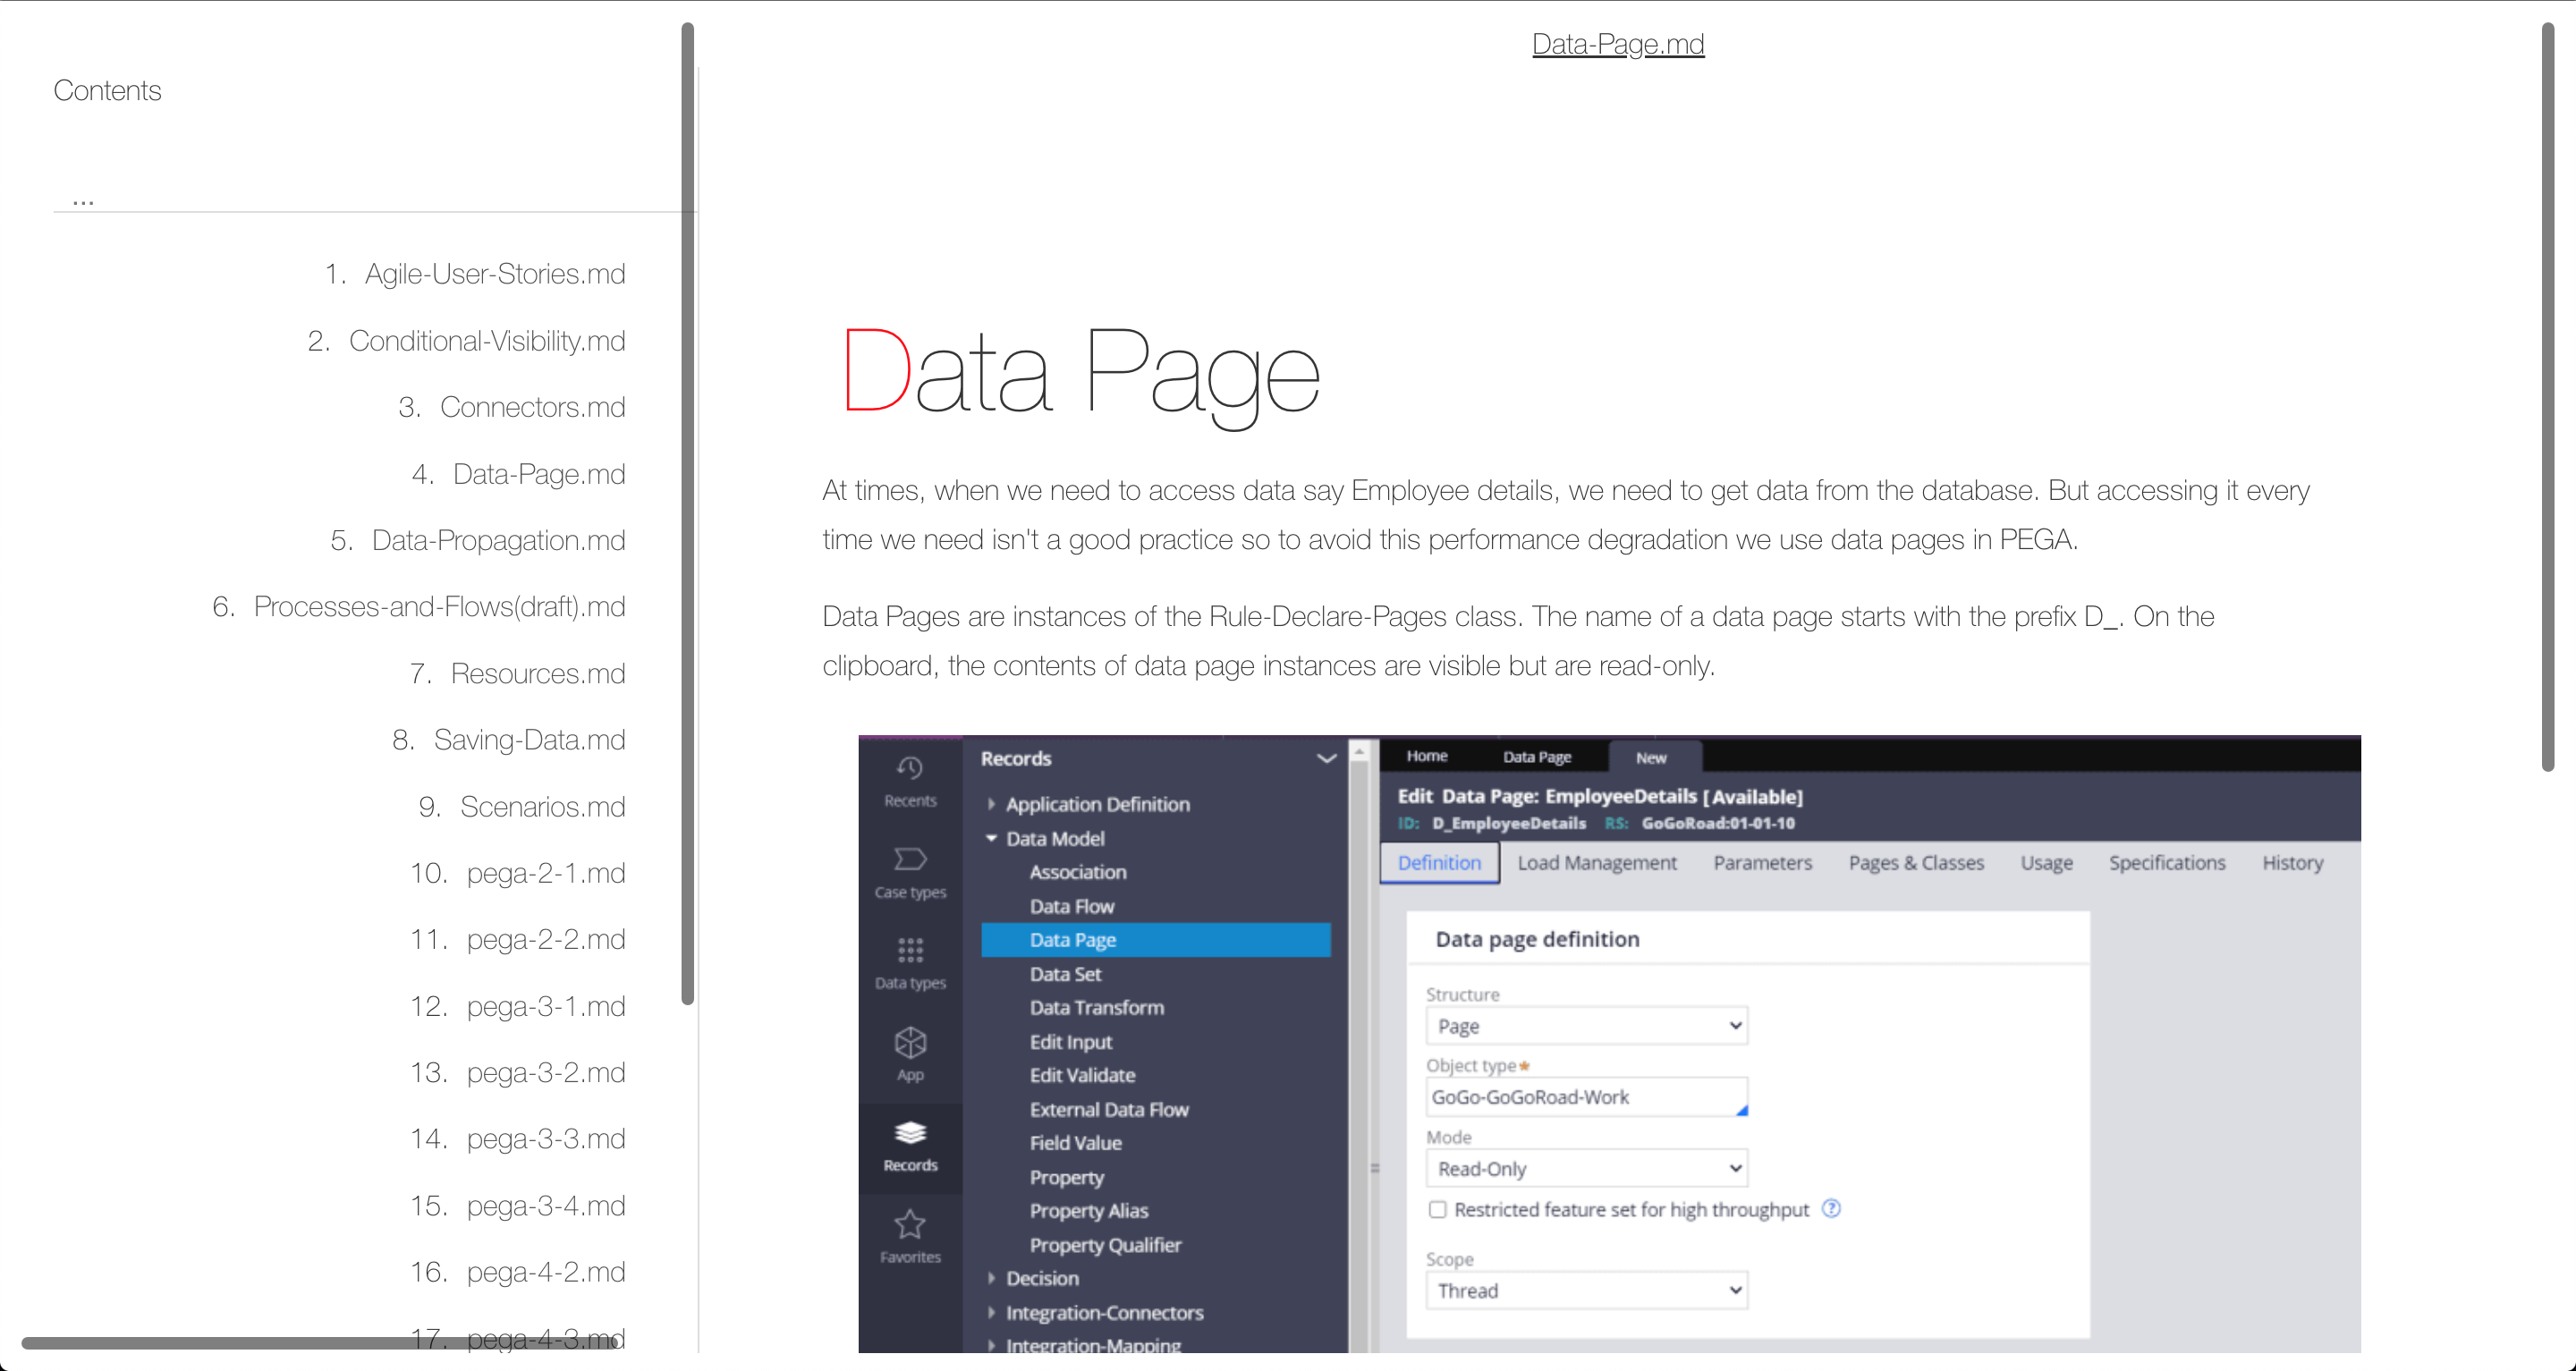 Contents
...
1. Agile-User-Stories.md
2. Conditional-Visibility.md
3. Connectors.md
4. Data-Page.md
5. Data-Propagation.md
6. Processes-and-Flows(draft).md
7. Resources.md
8. Saving-Data.md
9. Scenarios.md
10. pega-2-1.md
11. pega-2-2.md
12. pega-3-1.md
13. pega-3-2.md
14. pega-3-3.md
15. pega-3-4.md
16. pega-4-2.md
17. pega-4-3.md
Data-Page.md
Data Page
At times, when we need to access data say Employee details, we need to get data from the database. But accessing it every
time we need isn't a good practice so to avoid this performance degradation we use data pages in PEGA.
Data Pages are instances of the Rule-Declare-Pages class. The name of a data page starts with the prefix D_. On the
clipboard, the contents of data page instances are visible but are read-only.
Recents
Case types
Data types
App
Records
Favorites
Records
Application Definition
Data Model
Association
Data Flow
Data Page
Data Set
Data Transform
Edit Input
Edit Validate
External Data Flow
Field Value
Property
Property Alias
Property Qualifier
Decision
Integration-Connectors
Integration-Mapping
Home Data Page New
Edit Data Page: EmployeeDetails [Available]
ID: D_EmployeeDetails RS: GoGoRoad:01-01-10
Definition Load Management Parameters Pages & Classes Usage Specifications History
Data page definition
Structure
Page
Object type*
GoGo-GoGoRoad-Work
Mode
Read-Only
Restricted feature set for high throughput ?
Scope
Thread